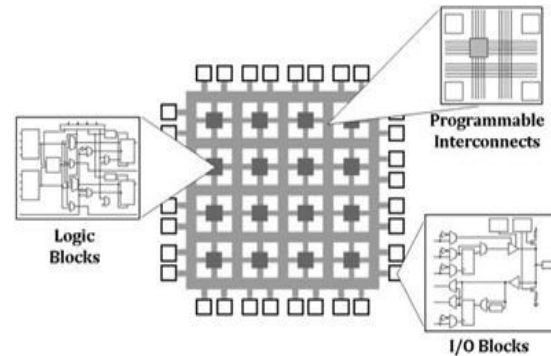 Programmable
Interconnects
Logic
Blocks
I/O Blocks